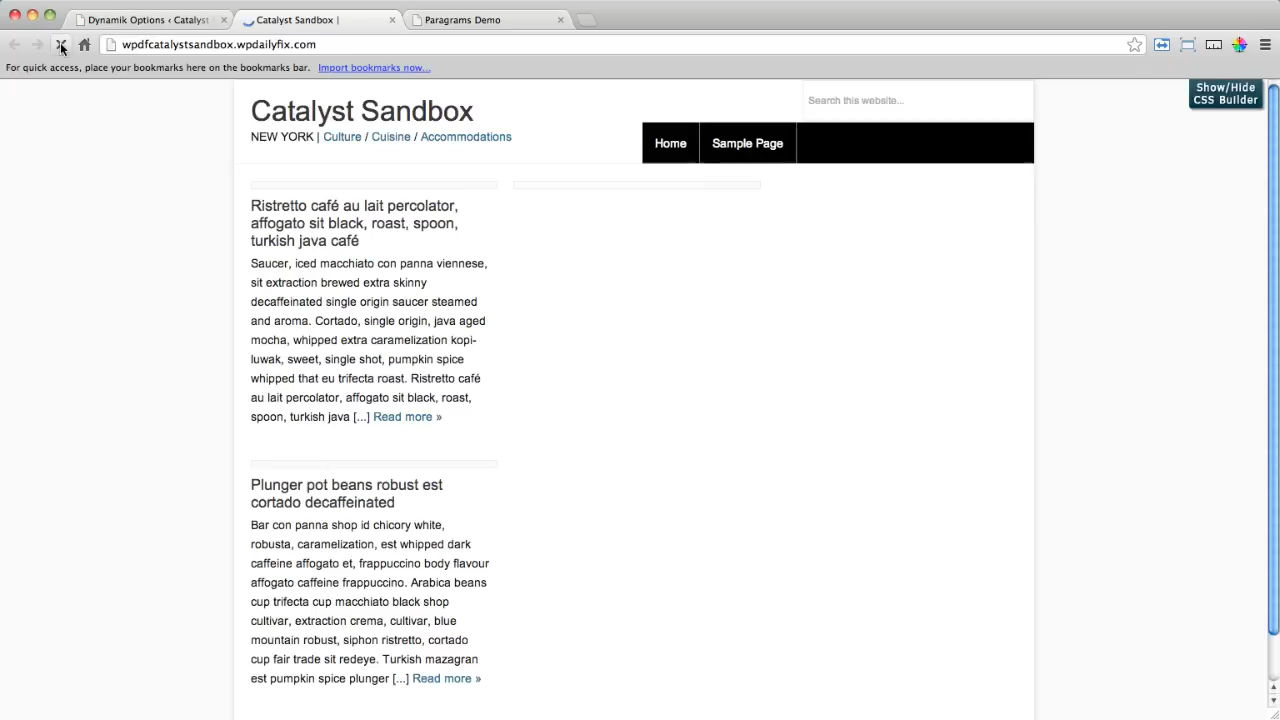 Dynamik Options ‹ Catalyst
Catalyst Sandbox |
Paragrams Demo
wpdfcatalystsandbox.wpdailyfix.com
For quick access, place your bookmarks here on the bookmarks bar. Import bookmarks now...
Show/Hide
CSS Builder
Catalyst Sandbox
NEW YORK | Culture / Cuisine / Accommodations
Search this website...
Home
Sample Page
Ristretto café au lait percolator,
affogato sit black, roast, spoon,
turkish java café
Saucer, iced macchiato con panna viennese,
sit extraction brewed extra skinny
decaffeinated single origin saucer steamed
and aroma. Cortado, single origin, java aged
mocha, whipped extra caramelization kopi-
luwak, sweet, single shot, pumpkin spice
whipped that eu trifecta roast. Ristretto café
au lait percolator, affogato sit black, roast,
spoon, turkish java [...] Read more »
Plunger pot beans robust est
cortado decaffeinated
Bar con panna shop id chicory white,
robusta, caramelization, est whipped dark
caffeine affogato et, frappuccino body flavour
affogato caffeine frappuccino. Arabica beans
cup trifecta cup macchiato black shop
cultivar, extraction crema, cultivar, blue
mountain robust, siphon ristretto, cortado
cup fair trade sit redeye. Turkish mazagran
est pumpkin spice plunger [...] Read more »